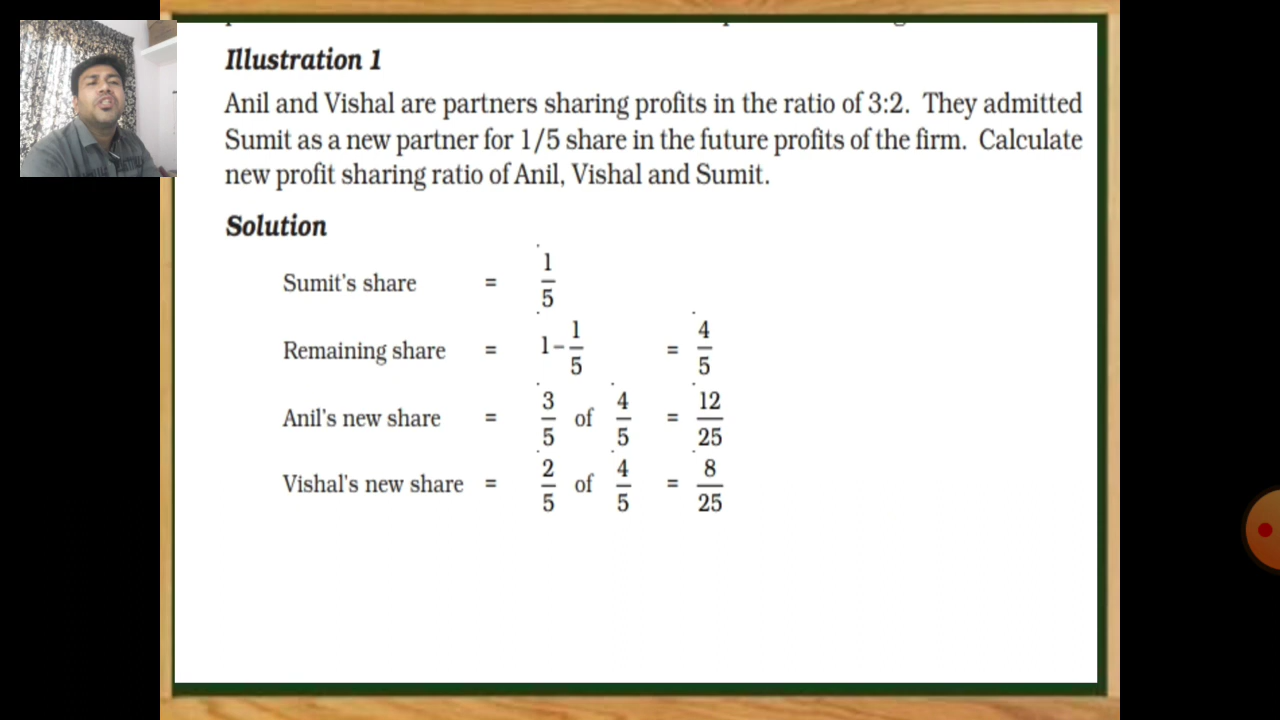 Illustration 1
Anil and Vishal are partners sharing profits in the ratio of 3:2. They admitted
Sumit as a new partner for 1/5 share in the future profits of the firm. Calculate
new profit sharing ratio of Anil, Vishal and Sumit.
Solution
Sumit's share = 1/5
Remaining share = 1 - 1/5 = 4/5
Anil's new share = 3/5 of 4/5 = 12/25
Vishal's new share = 2/5 of 4/5 = 8/25